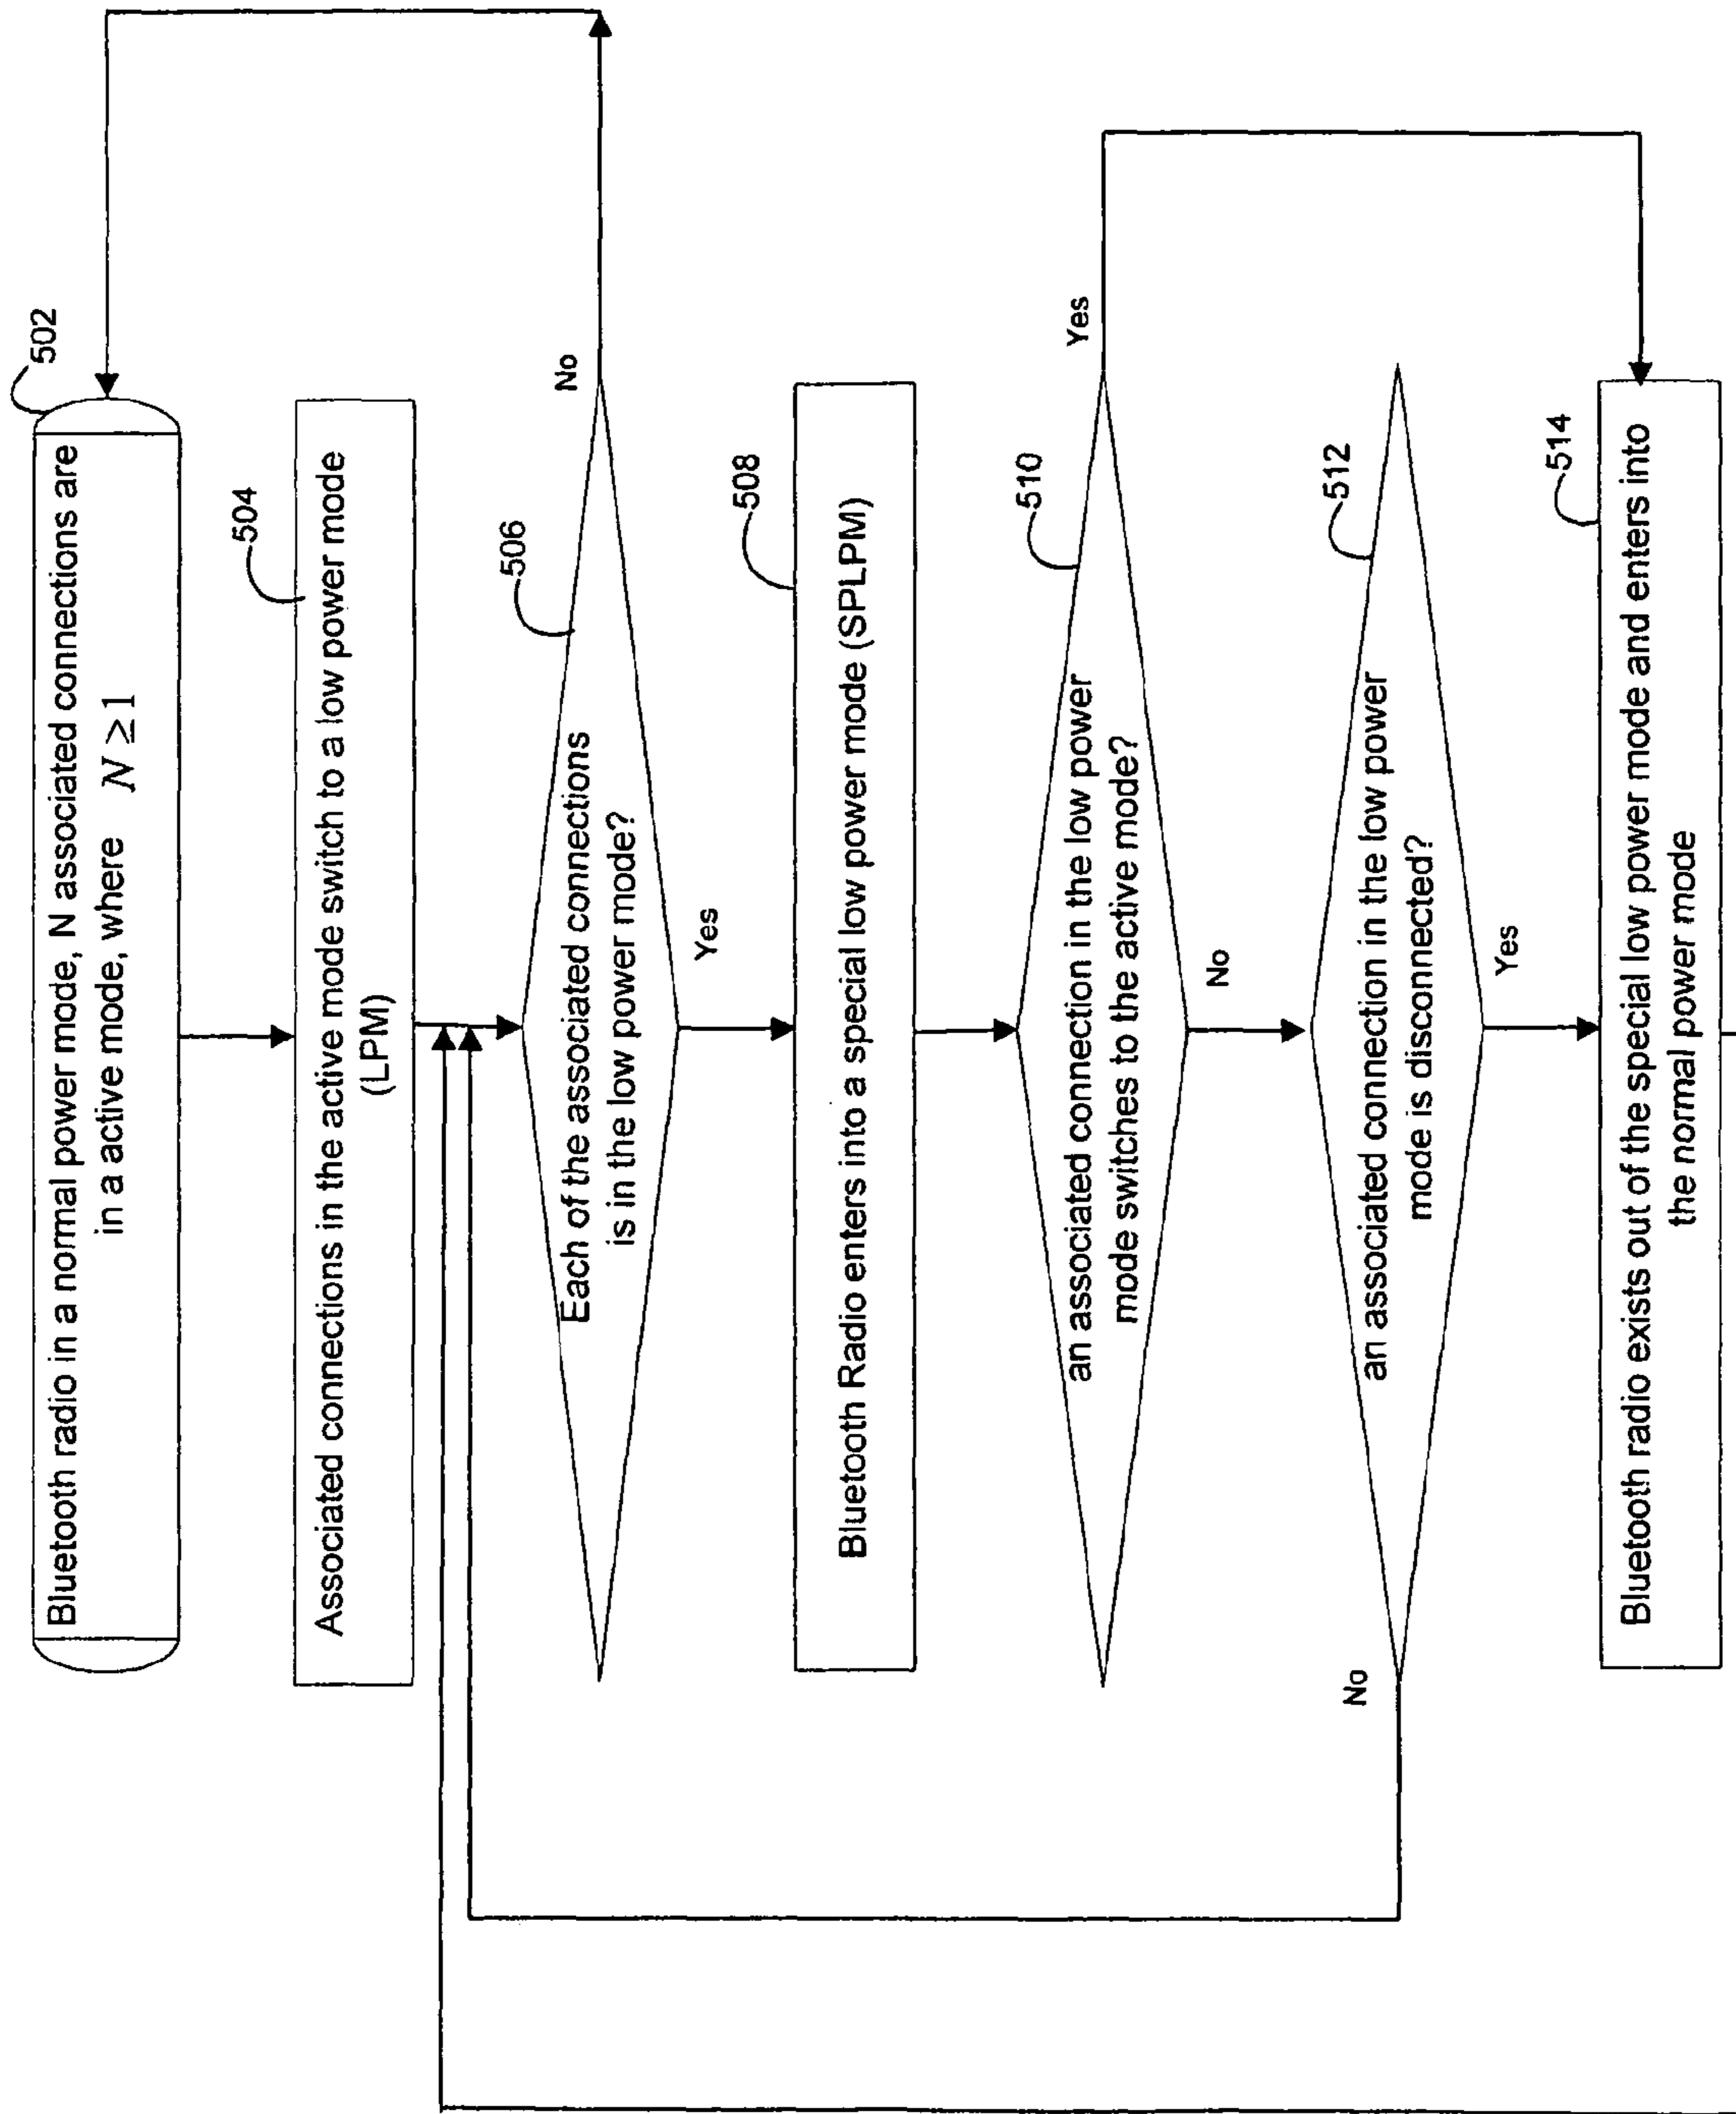 502
Bluetooth radio in a normal power mode, N associated connections are
in a active mode, where N ≥ 1
504
Associated connections in the active mode switch to a low power mode
(LPM)
506
Each of the associated connections
is in the low power mode?
No
Yes
508
Bluetooth Radio enters into a special low power mode (SPLPM)
510
an associated connection in the low power
mode switches to the active mode?
Yes
No
512
an associated connection in the low power
mode is disconnected?
No
Yes
514
Bluetooth radio exists out of the special low power mode and enters into
the normal power mode